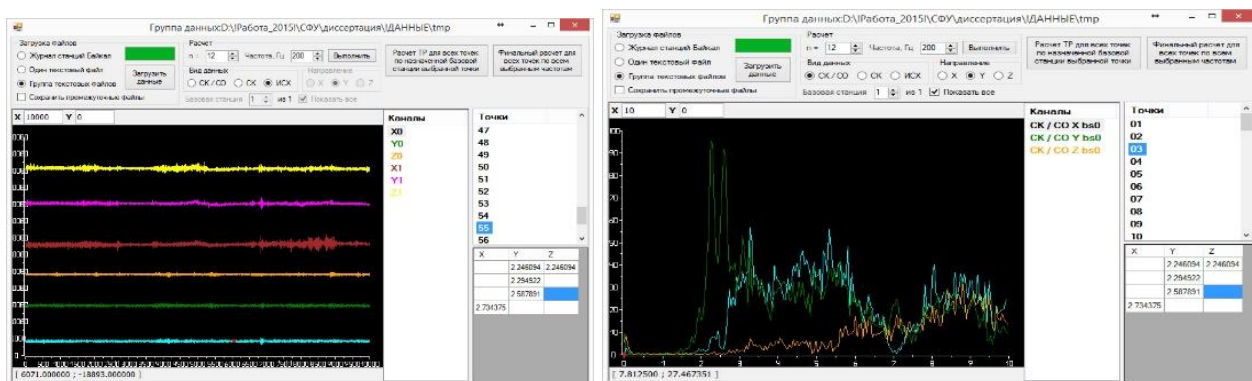 Группа данных:D:\!Работа_2015!\СФУ\диссертация\!ДАННЫЕ\tmp
Загрузка файлов
Журнал станций Байкал
Один текстовый файл
Группа текстовых файлов
Сохранить промежуточные файлы
Загрузить данные
Расчет
n = 12 Частота, Гц 200 Выполнить
Вид данных
СК/СО СК ИСХ
Направление
X Y Z
Базовая станция 1 из 1 Показать все
Расчет ТР для всех точек по назначенной базовой станции выбранной точки
Финальный расчет для всех точек по всем выбранным частотам
X 10000 Y 0
Каналы
X0
Y0
Z0
X1
Y1
Z1
Точки
47
48
49
50
51
52
53
54
55
56
X Y Z
2.246094 2.246094
2.294922
2.587891
2.734375
[ 6071.000000 ; -18893.000000 ]
Группа данных:D:\!Работа_2015!\СФУ\диссертация\!ДАННЫЕ\tmp
Загрузка файлов
Журнал станций Байкал
Один текстовый файл
Группа текстовых файлов
Сохранить промежуточные файлы
Загрузить данные
Расчет
n = 12 Частота, Гц 200 Выполнить
Вид данных
СК/СО СК ИСХ
Направление
X Y Z
Базовая станция 1 из 1 Показать все
Расчет ТР для всех точек по назначенной базовой станции выбранной точки
Финальный расчет для всех точек по всем выбранным частотам
X 10 Y 0
Каналы
СК / СО X bs0
СК / СО Y bs0
СК / СО Z bs0
Точки
01
02
03
04
05
06
07
08
09
10
X Y Z
2.246094 2.246094
2.294922
2.587891
2.734375
[ 7.812500 ; 27.467351 ]